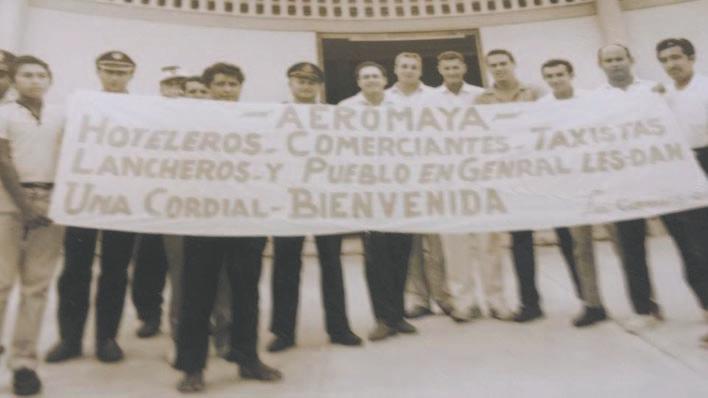 - AEROMAYA -
HOTELEROS - COMERCIANTES - TAXISTAS
LANCHEROS - Y PUEBLO EN GENRAL LES - DAN
UNA CORDIAL - BIENVENIDA